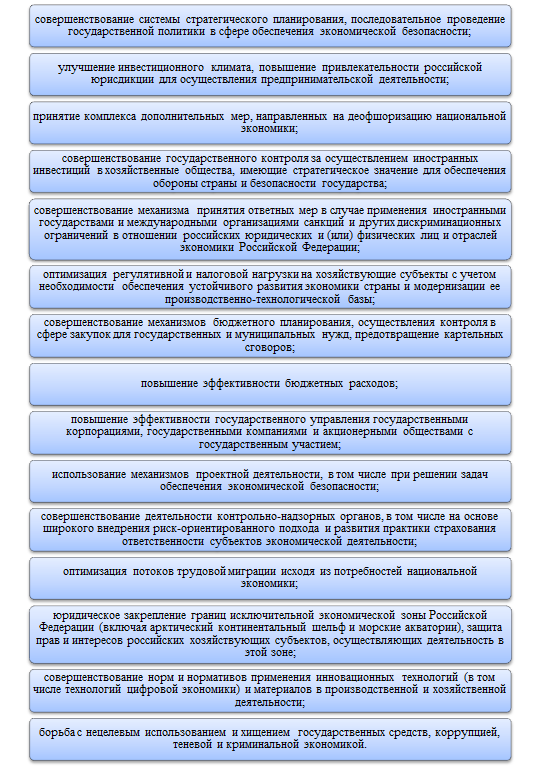 совершенствование системы стратегического планирования, последовательное проведение
государственной политики в сфере обеспечения экономической безопасности;
улучшение инвестиционного климата, повышение привлекательности российской
юрисдикции для осуществления предпринимательской деятельности;
принятие комплекса дополнительных мер, направленных на деофшоризацию национальной
экономики;
совершенствование государственного контроля за осуществлением иностранных
инвестиций в хозяйственные общества, имеющие стратегическое значение для обеспечения
обороны страны и безопасности государства;
совершенствование механизма принятия ответных мер в случае применения иностранными
государствами и международными организациями санкций и других дискриминационных
ограничений в отношении российских юридических и (или) физических лиц и отраслей
экономики Российской Федерации;
оптимизация регулятивной и налоговой нагрузки на хозяйствующие субъекты с учетом
необходимости обеспечения устойчивого развития экономики страны и модернизации ее
производственно-технологической базы;
совершенствование механизмов бюджетного планирования, осуществления контроля в
сфере закупок для государственных и муниципальных нужд, предотвращение картельных
сговоров;
повышение эффективности бюджетных расходов;
повышение эффективности государственного управления государственными
корпорациями, государственными компаниями и акционерными обществами с
государственным участием;
использование механизмов проектной деятельности, в том числе при решении задач
обеспечения экономической безопасности;
совершенствование деятельности контрольно-надзорных органов, в том числе на основе
широкого внедрения риск-ориентированного подхода и развития практики страхования
ответственности субъектов экономической деятельности;
оптимизация потоков трудовой миграции исходя из потребностей национальной
экономики;
юридическое закрепление границ исключительной экономической зоны Российской
Федерации (включая арктический континентальный шельф и морские акватории), защита
прав и интересов российских хозяйствующих субъектов, осуществляющих деятельность в
этой зоне;
совершенствование норм и нормативов применения инновационных технологий (в том
числе технологий цифровой экономики) и материалов в производственной и хозяйственной
деятельности;
борьба с нецелевым использованием и хищением государственных средств, коррупцией,
теневой и криминальной экономикой.